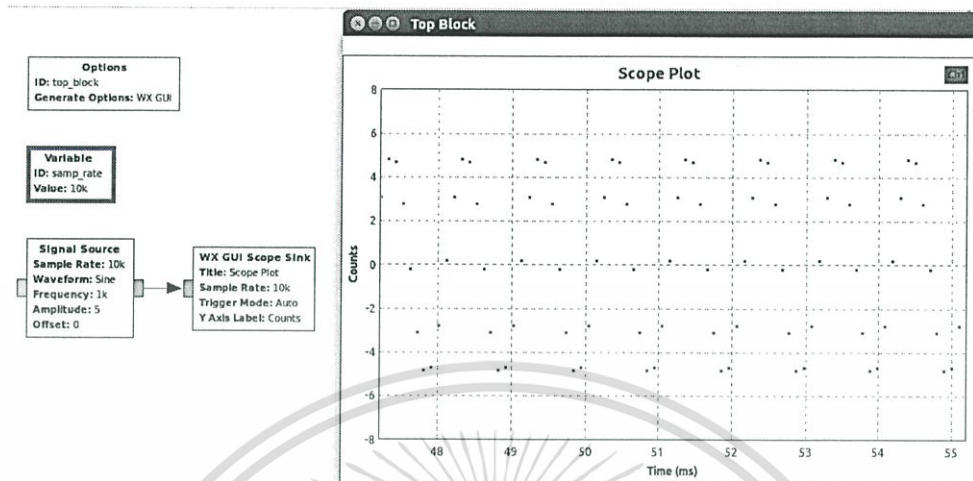 Options
ID: top_block
Generate Options: WX GUI
Variable
ID: samp_rate
Value: 10k
Signal Source
Sample Rate: 10k
Waveform: Sine
Frequency: 1k
Amplitude: 5
Offset: 0
WX GUI Scope Sink
Title: Scope Plot
Sample Rate: 10k
Trigger Mode: Auto
Y Axis Label: Counts
Top Block
Scope Plot
Counts
8
6
4
2
0
-2
-4
-6
-8
48 49 50 51 52 53 54 55
Time (ms)